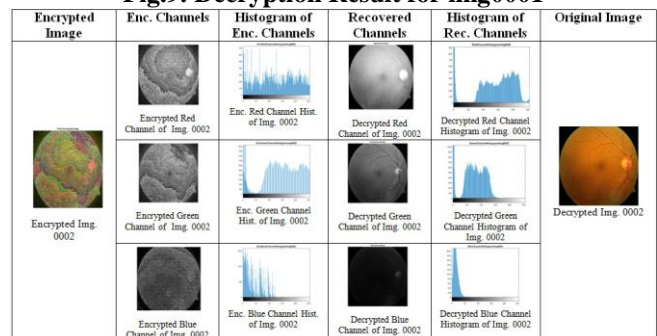 Fig.9. Decryption Result for img0001
Encrypted
Image
Enc. Channels
Histogram of
Enc. Channels
Recovered
Channels
Histogram of
Rec. Channels
Original Image
Encrypted Img.
0002
Encrypted Red
Channel of Img. 0002
Enc. Red Channel Hist.
of Img. 0002
Decrypted Red
Channel of Img. 0002
Decrypted Red Channel
Histogram of Img. 0002
Encrypted Green
Channel of Img. 0002
Enc. Green Channel
Hist. of Img. 0002
Decrypted Green
Channel of Img. 0002
Decrypted Green
Channel Histogram of
Img. 0002
Encrypted Blue
Channel of Img. 0002
Enc. Blue Channel Hist.
of Img. 0002
Decrypted Blue
Channel of Img. 0002
Decrypted Blue Channel
Histogram of Img. 0002
Decrypted Img. 0002